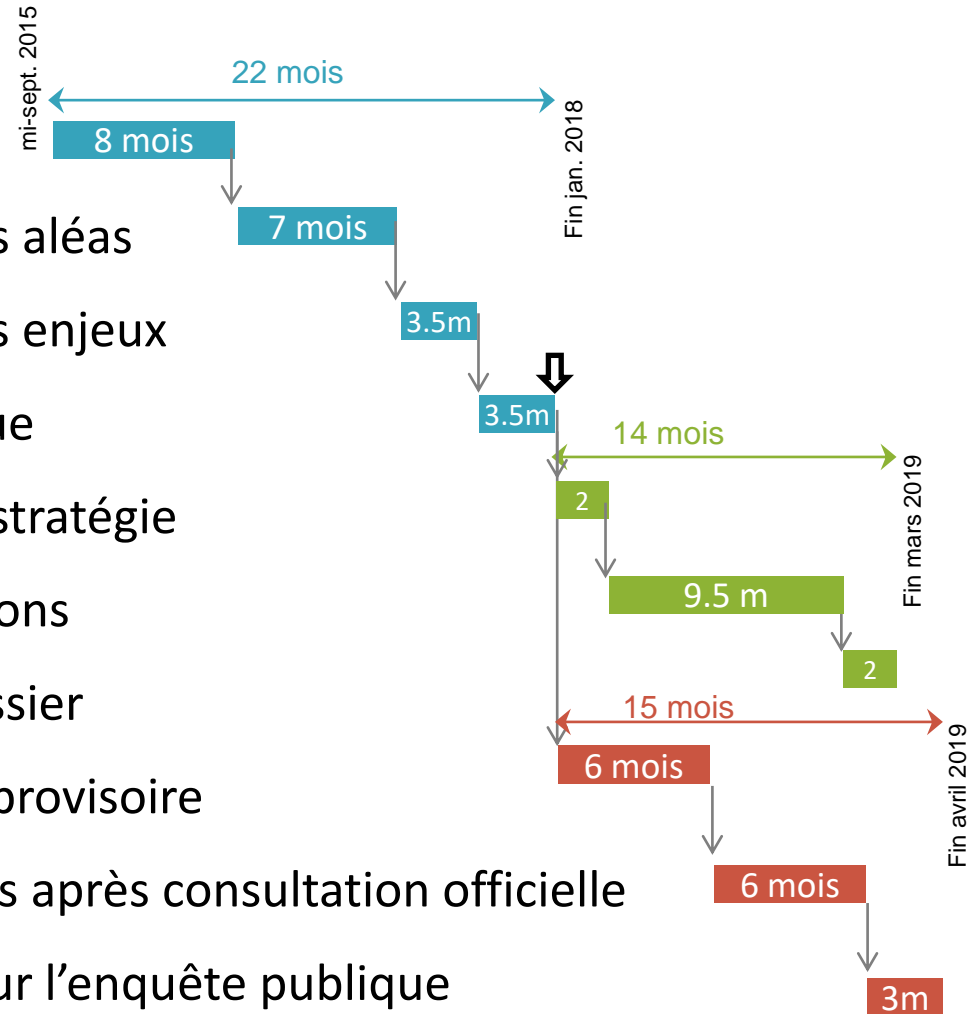 mi-sept. 2015
22 mois
Fin jan. 2018
8 mois
s aléas
7 mois
s enjeux
3.5m
ue
3.5m
14 mois
Fin mars 2019
stratégie
2
ons
9.5 m
ssier
2
15 mois
Fin avril 2019
provisoire
6 mois
s après consultation officielle
6 mois
ur l’enquête publique
3m